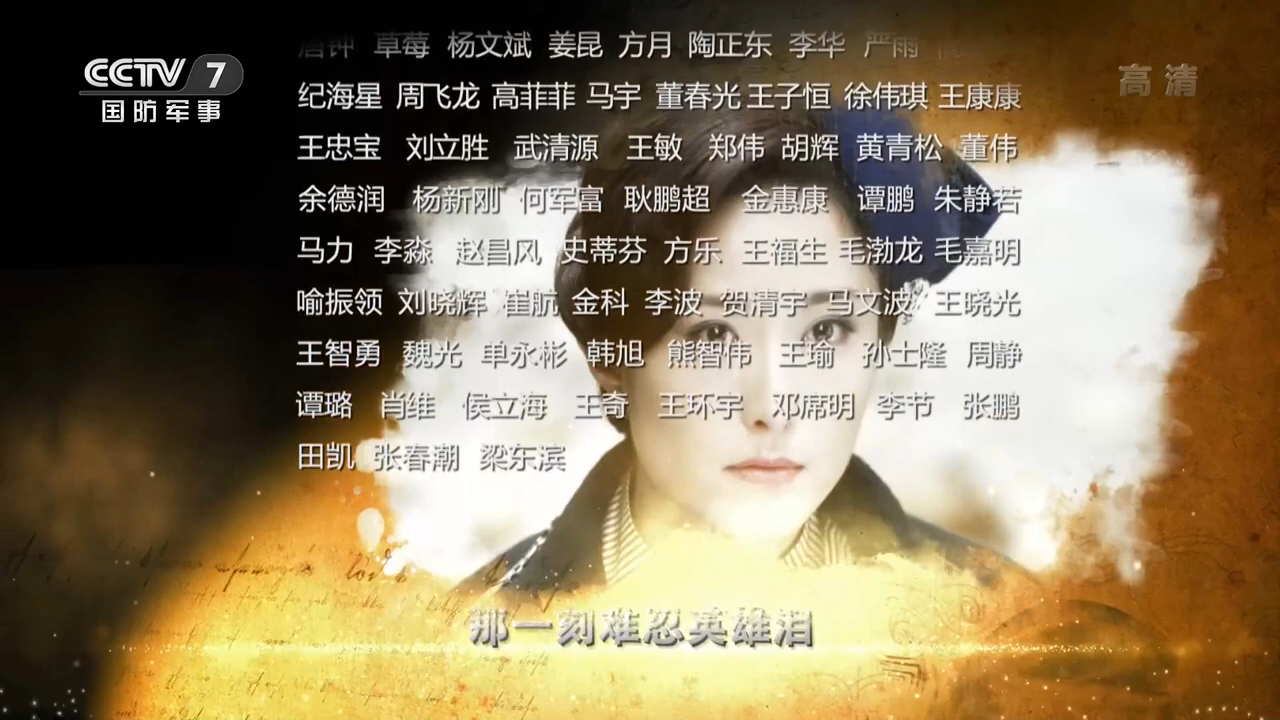 唐钟 草莓 杨文斌 姜昆 方月 陶正东 李华 严雨
CCTV 7
国防军事
高清
纪海星 周飞龙 高菲菲 马宇 董春光 王子恒 徐伟琪 王康康
王忠宝 刘立胜 武清源 王敏 郑伟 胡辉 黄青松 董伟
余德润 杨新刚 何军富 耿鹏超 金惠康 谭鹏 朱静若
马力 李淼 赵昌风 史蒂芬 方乐 王福生 毛渤龙 毛嘉明
喻振领 刘晓辉 崔航 金科 李波 贺清宇 马文波 王晓光
王智勇 魏光 单永彬 韩旭 熊智伟 王瑜 孙士隆 周静
谭璐 肖维 侯立海 王奇 王环宇 邓席明 李节 张鹏
田凯 张春潮 梁东滨
那一刻难忍英雄泪